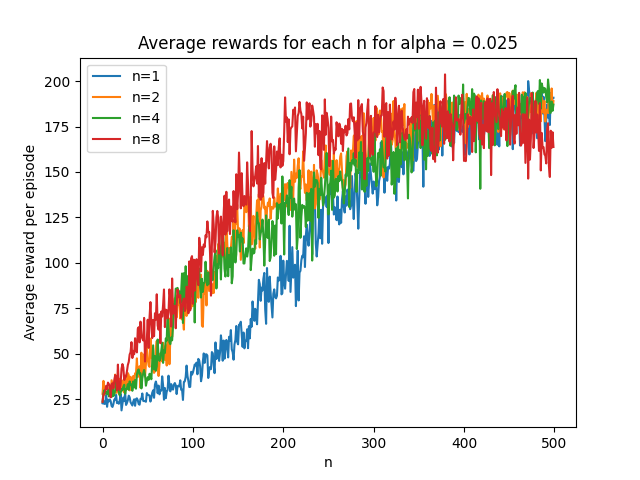 Average rewards for each n for alpha = 0.025
n=1
n=2
n=4
n=8
Average reward per episode
200
175
150
125
100
75
50
25
0 100 200 300 400 500
n